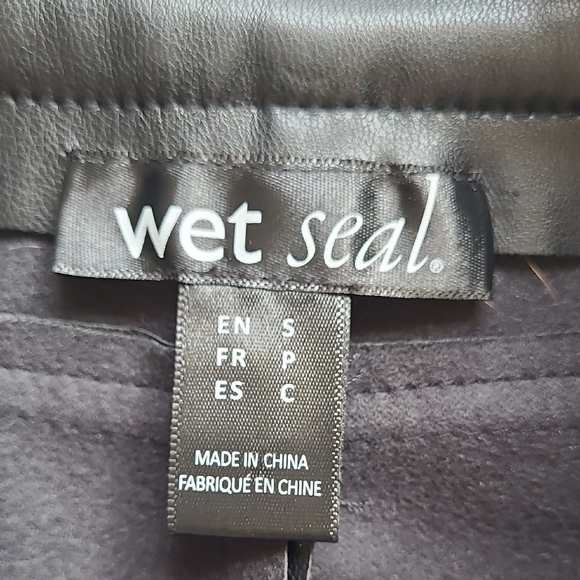 wet seal®
EN S
FR P
ES C
MADE IN CHINA
FABRIQUÉ EN CHINE